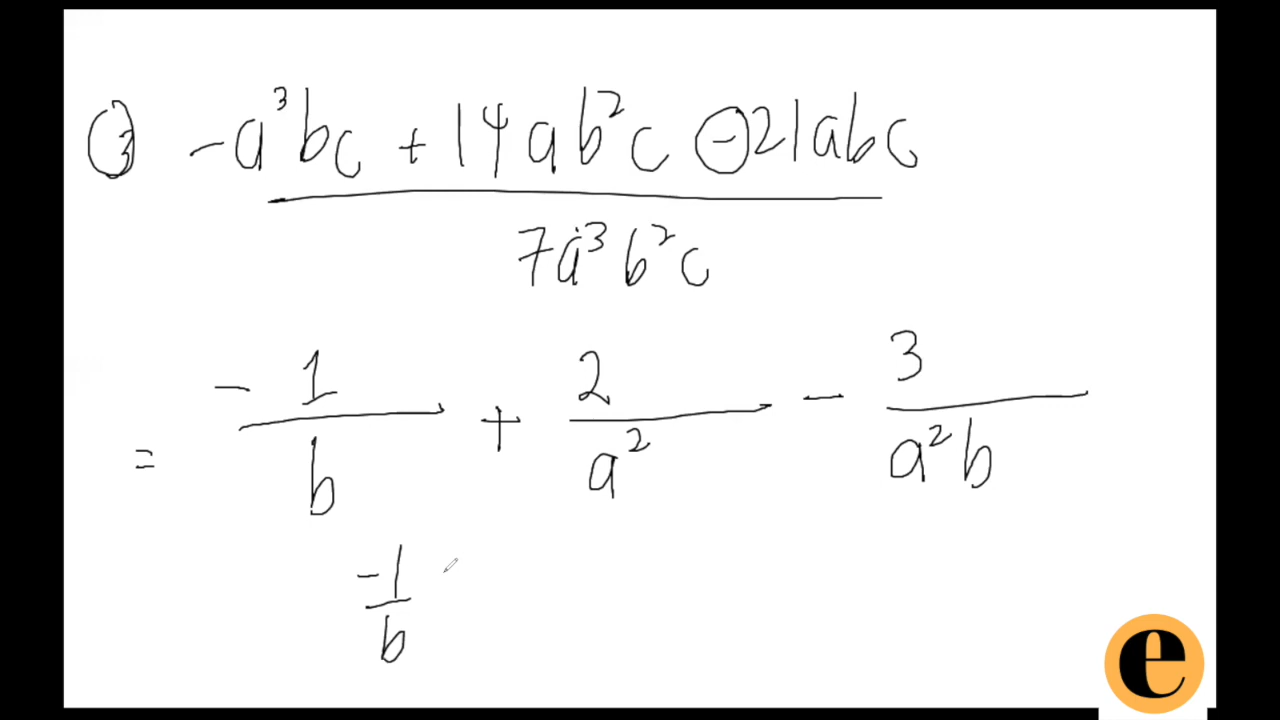 ③ -a³bc + 14ab²c ⊖ 21abc
7a³b²c
= -1/b + 2/a² - 3/a²b
-1/b
e